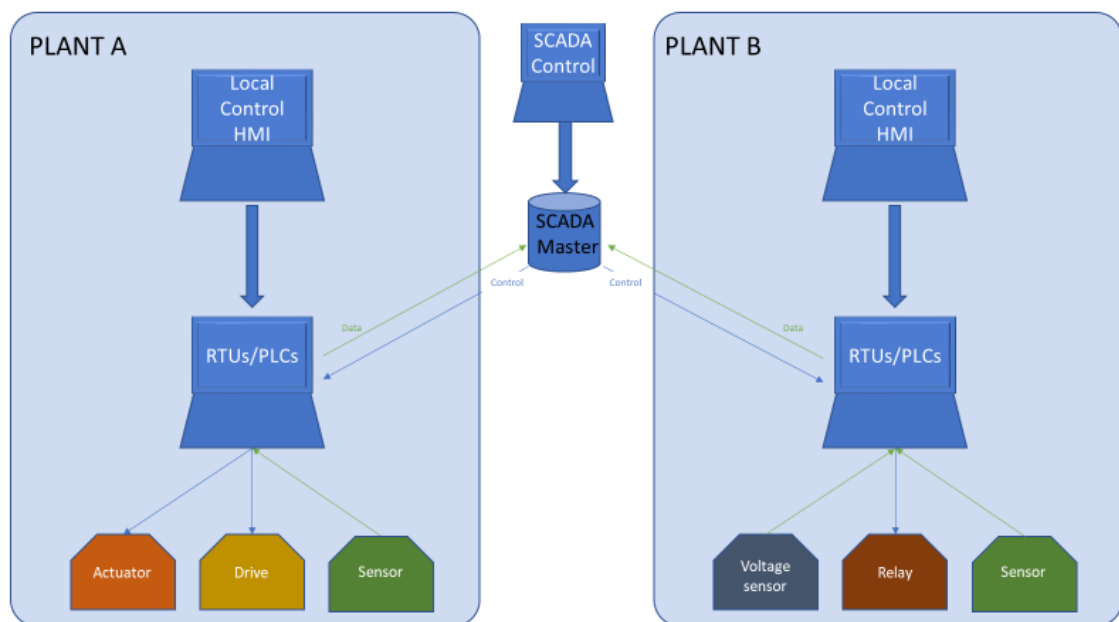 PLANT A
Local
Control
HMI
RTUs/PLCs
Data
Actuator
Drive
Sensor
SCADA
Control
SCADA
Master
Control
Control
PLANT B
Local
Control
HMI
Data
RTUs/PLCs
Voltage
sensor
Relay
Sensor